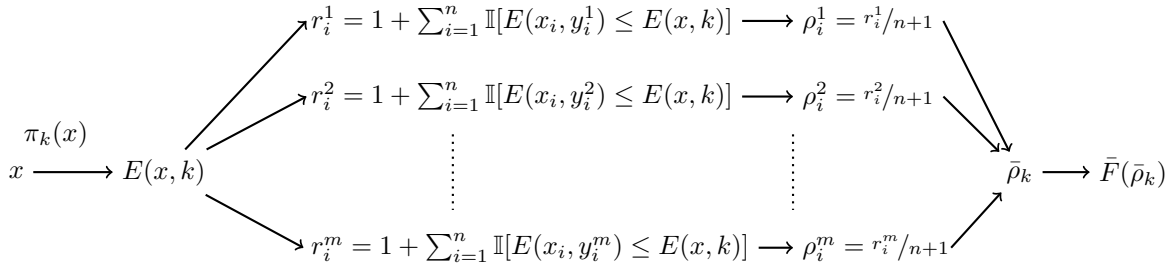 r_i^1 = 1 + ∑_{i=1}^n 𝕀[E(x_i, y_i^1) ≤ E(x, k)] → ρ_i^1 = r_i^1/n+1
r_i^2 = 1 + ∑_{i=1}^n 𝕀[E(x_i, y_i^2) ≤ E(x, k)] → ρ_i^2 = r_i^2/n+1
π_k(x)
x → E(x, k) ρ̄_k → F̄(ρ̄_k)
r_i^m = 1 + ∑_{i=1}^n 𝕀[E(x_i, y_i^m) ≤ E(x, k)] → ρ_i^m = r_i^m/n+1